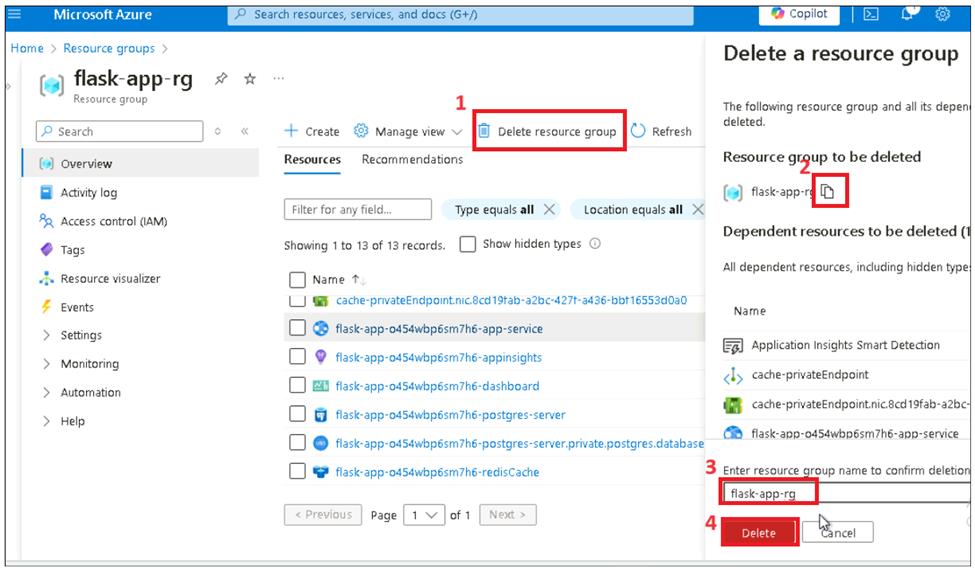 Microsoft Azure
Search resources, services, and docs (G+/)
Copilot
Home > Resource groups >
flask-app-rg
Resource group
Search
Overview
Activity log
Access control (IAM)
Tags
Resource visualizer
Events
Settings
Monitoring
Automation
Help
1
Create
Manage view
Delete resource group
Refresh
Resources Recommendations
Filter for any field...
Type equals all
Location equals all
Showing 1 to 13 of 13 records.
Show hidden types
Name
cache-privateEndpoint.nic.8cd19fab-a2bc-427f-a436-bbf16553d0a0
flask-app-o454wbp6sm7h6-app-service
flask-app-o454wbp6sm7h6-appinsights
flask-app-o454wbp6sm7h6-dashboard
flask-app-o454wbp6sm7h6-postgres-server
flask-app-o454wbp6sm7h6-postgres-server.private.postgres.database
flask-app-o454wbp6sm7h6-redisCache
< Previous Page 1 of 1 Next >
Delete a resource group
The following resource group and all its depen
deleted.
Resource group to be deleted
2
flask-app-rg
Dependent resources to be deleted (1
All dependent resources, including hidden types
Name
Application Insights Smart Detection
cache-privateEndpoint
cache-privateEndpoint.nic.8cd19fab-a2bc-
flask-app-o454wbp6sm7h6-app-service
3
Enter resource group name to confirm deletion
flask-app-rg
4
Delete
Cancel